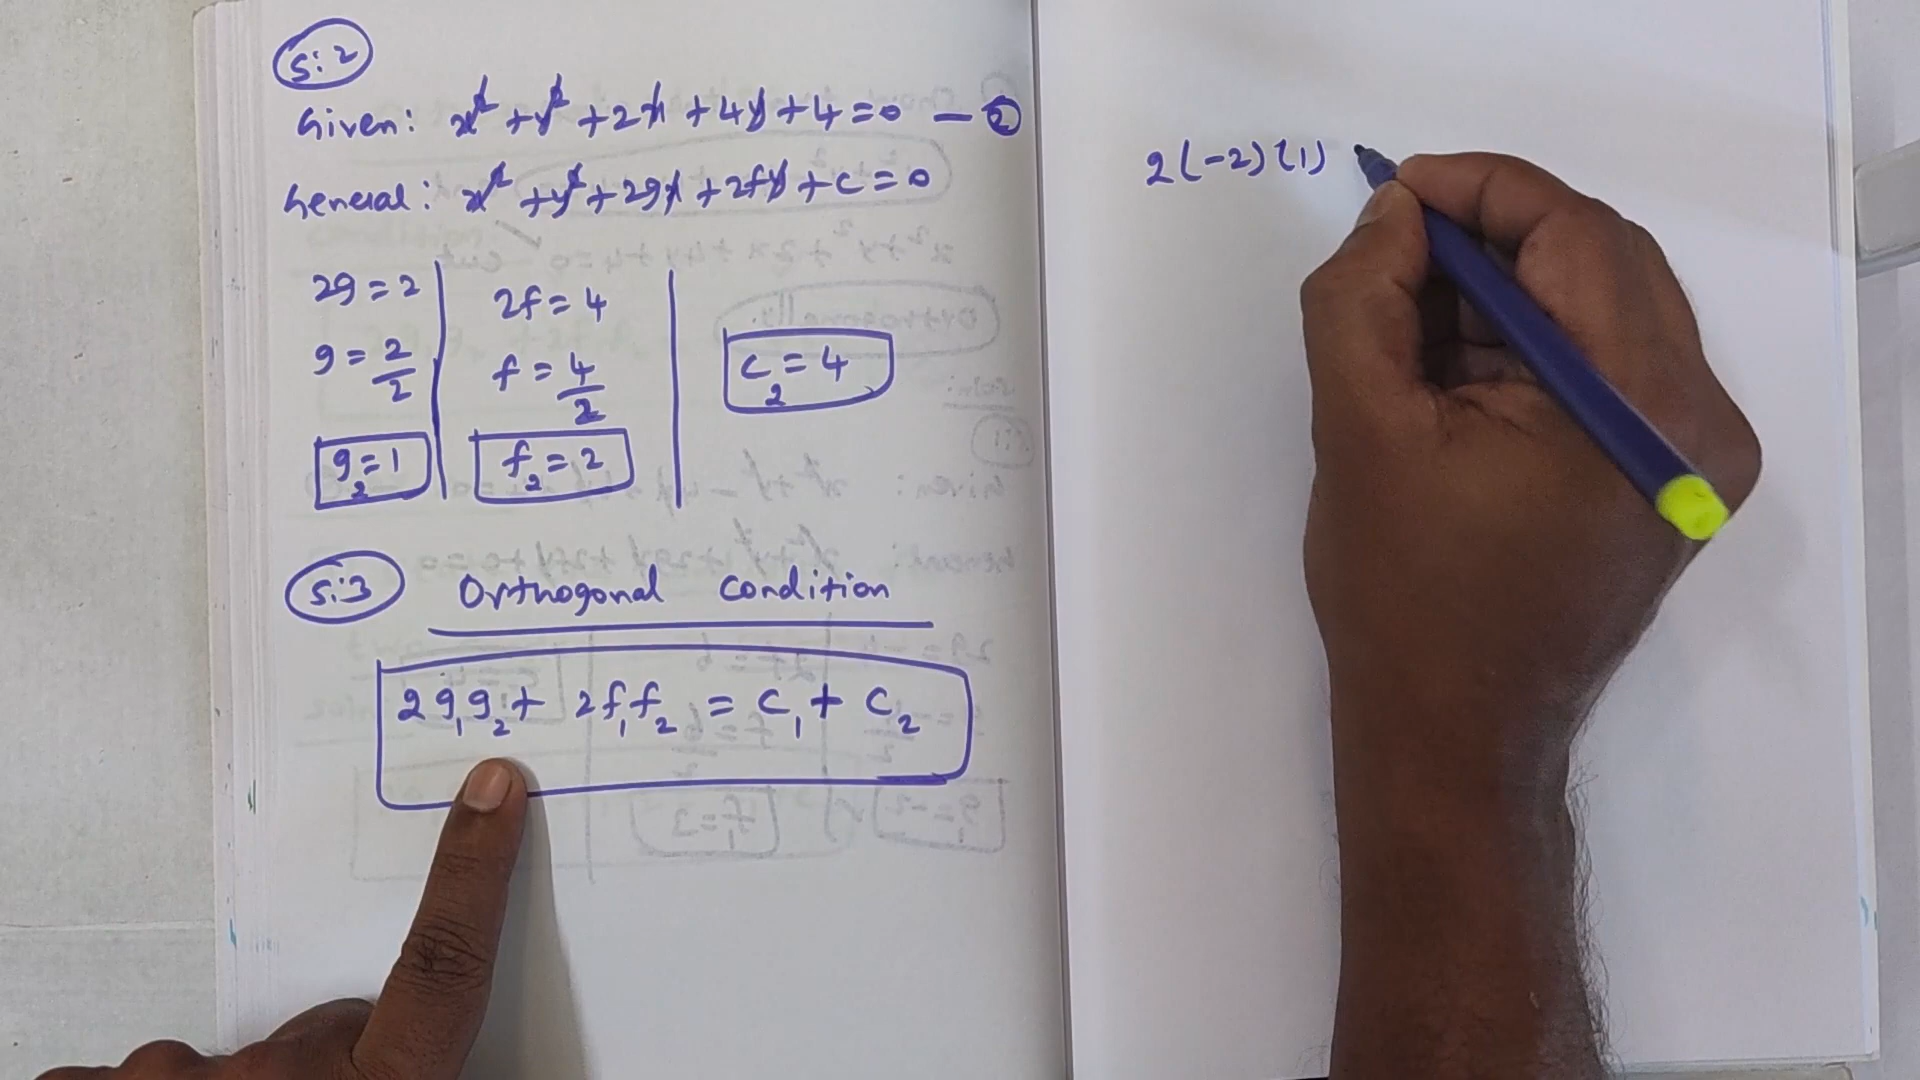 S:2
Given: x² + y² + 2x + 4y + 4 = 0 — ②
General: x² + y² + 2gx + 2fy + c = 0
2g = 2
g = 2/2
g₂ = 1
2f = 4
f = 4/2
f₂ = 2
c₂ = 4
S:3 Orthogonal Condition
2g₁g₂ + 2f₁f₂ = c₁ + c₂
2(-2)(1)